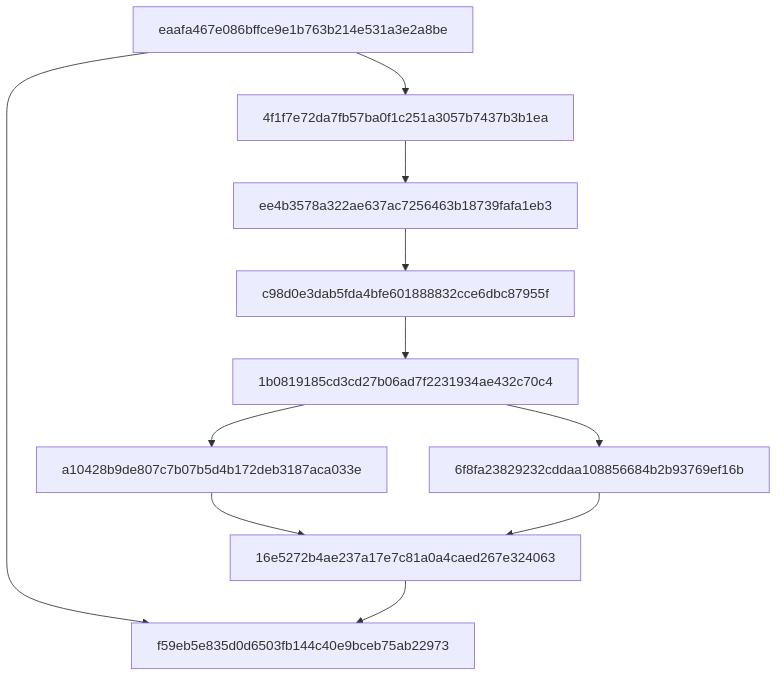 eaafa467e086bffce9e1b763b214e531a3e2a8be
4f1f7e72da7fb57ba0f1c251a3057b7437b3b1ea
ee4b3578a322ae637ac7256463b18739fafa1eb3
c98d0e3dab5fda4bfe601888832cce6dbc87955f
1b0819185cd3cd27b06ad7f2231934ae432c70c4
a10428b9de807c7b07b5d4b172deb3187aca033e
6f8fa23829232cddaa108856684b2b93769ef16b
16e5272b4ae237a17e7c81a0a4caed267e324063
f59eb5e835d0d6503fb144c40e9bceb75ab22973